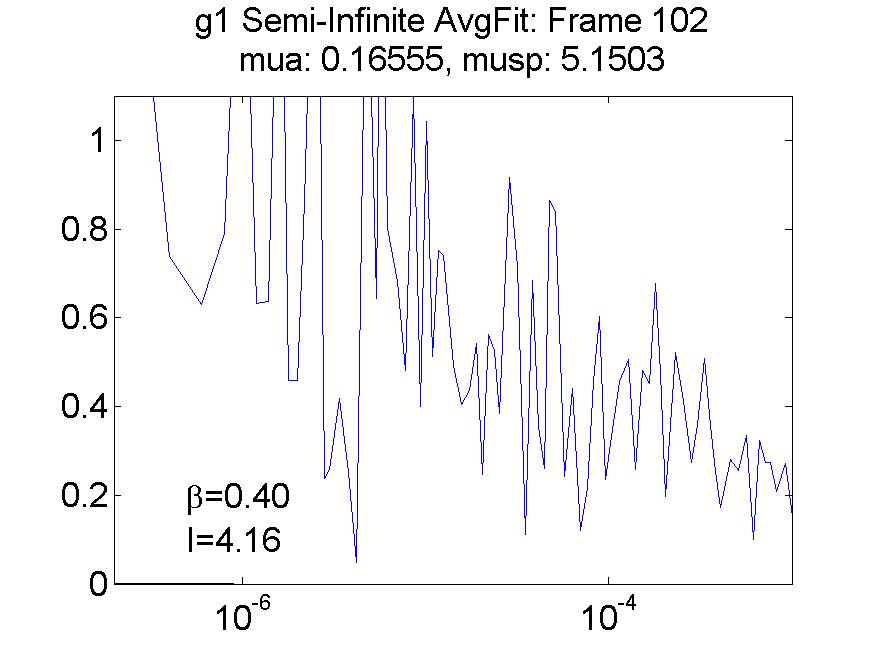 g1 Semi-Infinite AvgFit: Frame 102
mua: 0.16555, musp: 5.1503
1
0.8
0.6
0.4
0.2
0
β=0.40
I=4.16
10^-6
10^-4